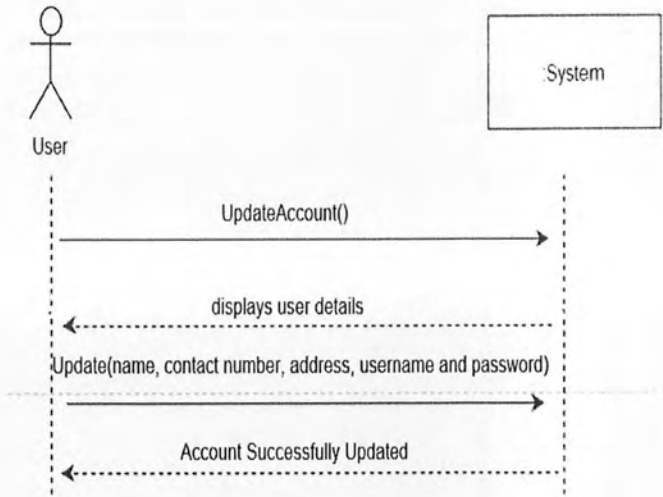 :System
User
UpdateAccount()
displays user details
Update(name, contact number, address, username and password)
Account Successfully Updated